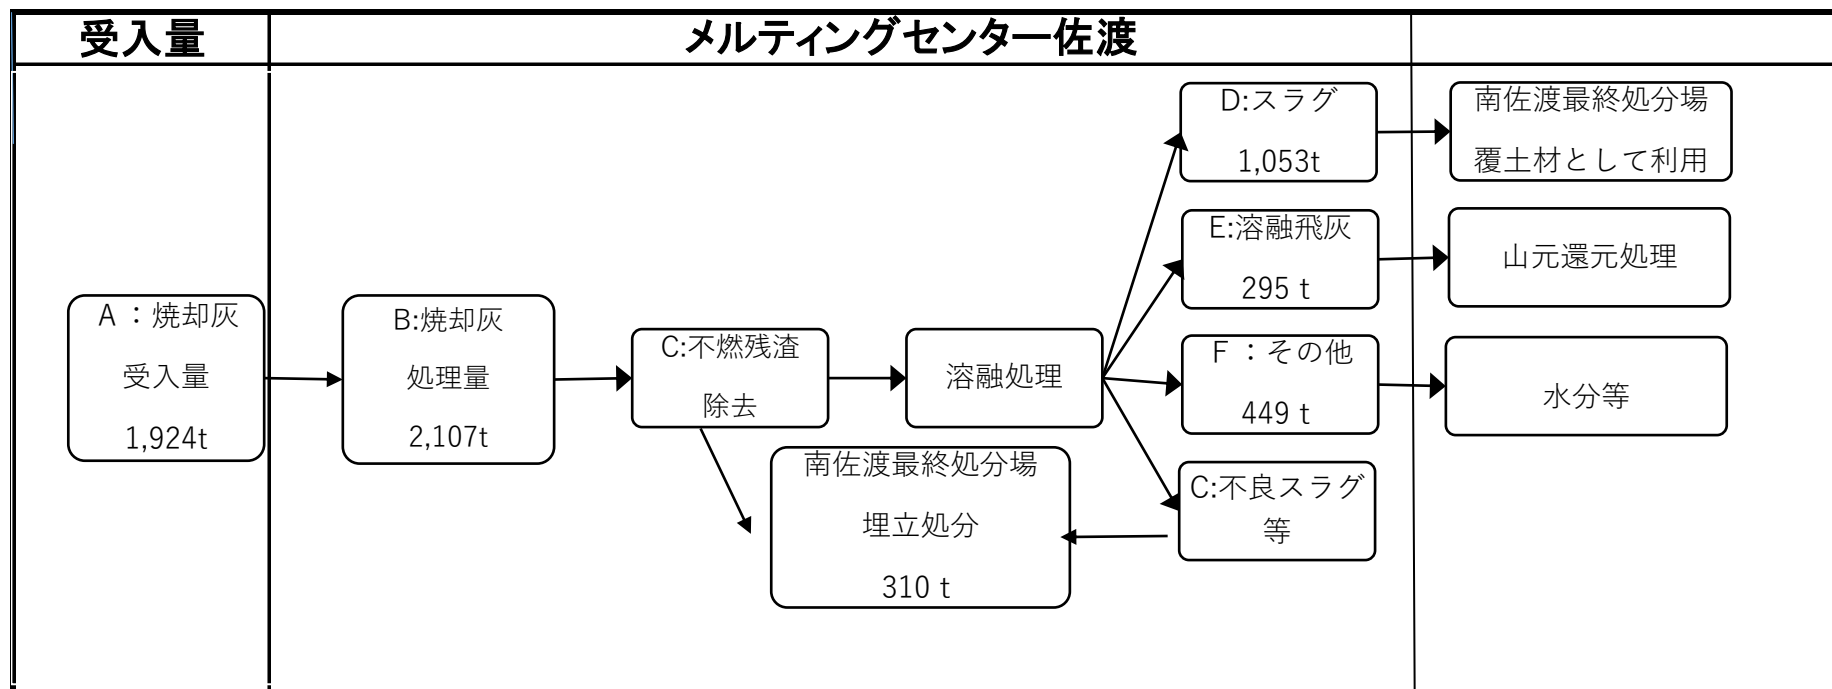 受入量
メルティングセンター佐渡
A ：焼却灰
受入量
1,924t
B:焼却灰
処理量
2,107t
C:不燃残渣
除去
溶融処理
D:スラグ
1,053t
南佐渡最終処分場
覆土材として利用
E:溶融飛灰
295 t
山元還元処理
F ：その他
449 t
水分等
C:不良スラグ
等
南佐渡最終処分場
埋立処分
310 t